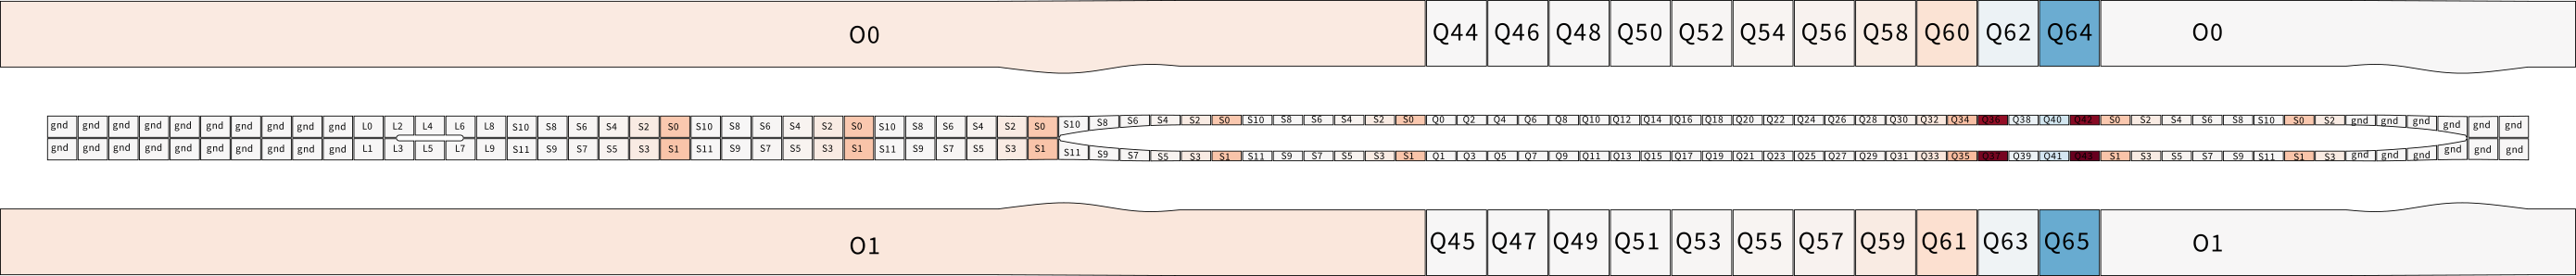 O0 Q44 Q46 Q48 Q50 Q52 Q54 Q56 Q58 Q60 Q62 Q64 O0
gnd gnd gnd gnd gnd gnd gnd gnd gnd gnd L0 L2 L4 L6 L8 S10 S8 S6 S4 S2 S0 S10 S8 S6 S4 S2 S0 S10 S8 S6 S4 S2 S0 S10 S8 S6 S4 S2 S0 S10 S8 S6 S4 S2 S0 Q0 Q2 Q4 Q6 Q8 Q10 Q12 Q14 Q16 Q18 Q20 Q22 Q24 Q26 Q28 Q30 Q32 Q34 Q36 Q38 Q40 Q42 S0 S2 S4 S6 S8 S10 S0 S2 gnd gnd gnd gnd gnd gnd
gnd gnd gnd gnd gnd gnd gnd gnd gnd gnd L1 L3 L5 L7 L9 S11 S9 S7 S5 S3 S1 S11 S9 S7 S5 S3 S1 S11 S9 S7 S5 S3 S1 S11 S9 S7 S5 S3 S1 S11 S9 S7 S5 S3 S1 Q1 Q3 Q5 Q7 Q9 Q11 Q13 Q15 Q17 Q19 Q21 Q23 Q25 Q27 Q29 Q31 Q33 Q35 Q37 Q39 Q41 Q43 S1 S3 S5 S7 S9 S11 S1 S3 gnd gnd gnd gnd gnd gnd
O1 Q45 Q47 Q49 Q51 Q53 Q55 Q57 Q59 Q61 Q63 Q65 O1